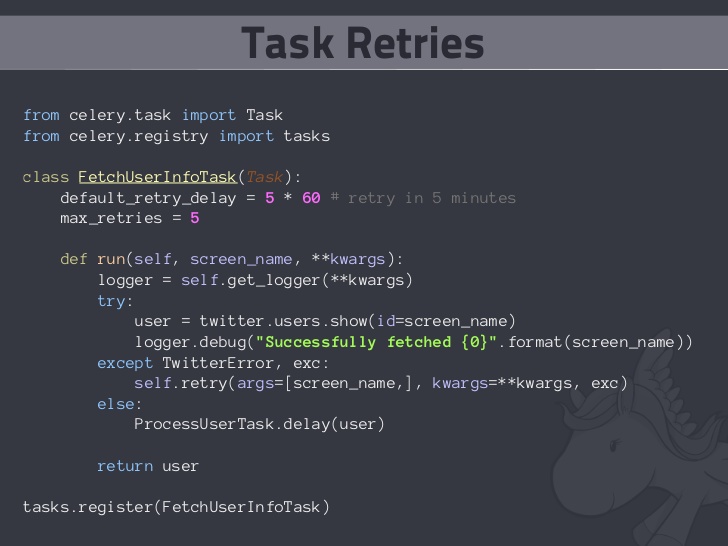 Task Retries
from celery.task import Task
from celery.registry import tasks
class FetchUserInfoTask(Task):
    default_retry_delay = 5 * 60 # retry in 5 minutes
    max_retries = 5
    def run(self, screen_name, **kwargs):
        logger = self.get_logger(**kwargs)
        try:
            user = twitter.users.show(id=screen_name)
            logger.debug("Successfully fetched {0}".format(screen_name))
        except TwitterError, exc:
            self.retry(args=[screen_name,], kwargs=**kwargs, exc)
        else:
            ProcessUserTask.delay(user)
        return user
tasks.register(FetchUserInfoTask)